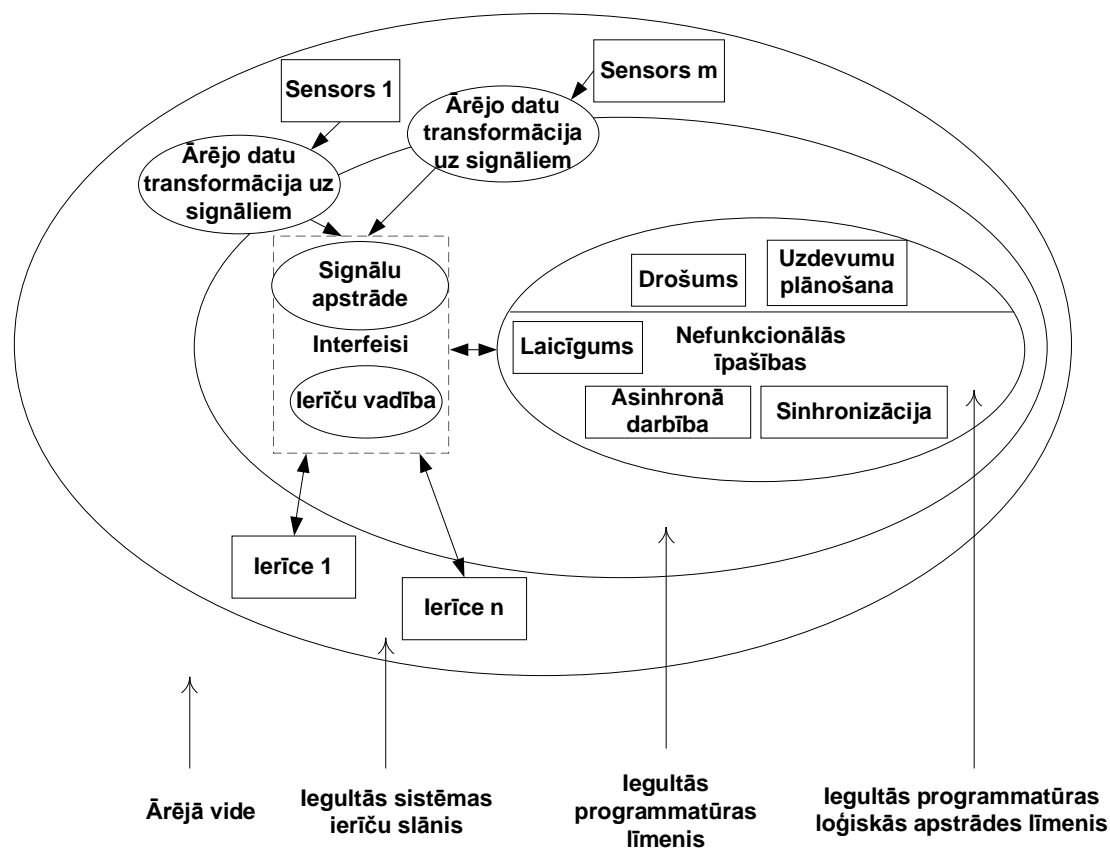 Sensors 1
Sensors m
Ārējo datu
transformācija uz
signāliem
Ārējo datu
transformācija uz
signāliem
Signālu
apstrāde
Interfeisi
Ierīču vadība
Drošums
Uzdevumu
plānošana
Laicīgums
Nefunkcionālās
īpašības
Asinhronā
darbība
Sinhronizācija
Ierīce 1
Ierīce n
Ārējā vide
Iegultās sistēmas
ierīču slānis
Iegultās
programmatūras
līmenis
Iegultās programmatūras
loģiskās apstrādes līmenis